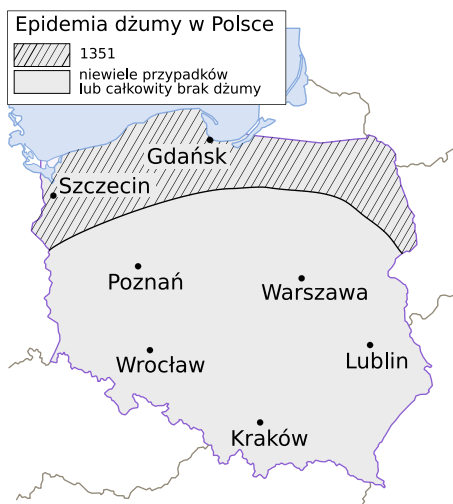 Epidemia dżumy w Polsce
1351
niewiele przypadków
lub całkowity brak dżumy
Gdańsk
Szczecin
Poznań
Warszawa
Wrocław
Lublin
Kraków